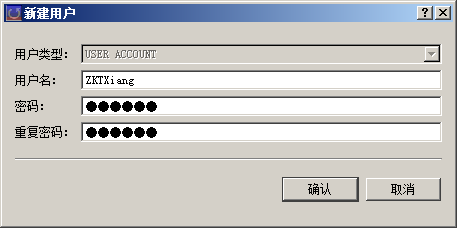 新建用户
用户类型: USER ACCOUNT
用户名: ZKTXiang
密码: ●●●●●●
重复密码: ●●●●●●
确认 取消